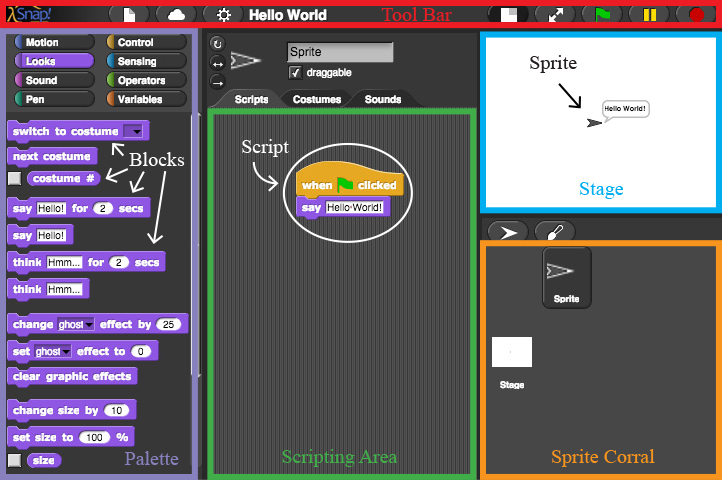 Snap!
Hello World
Tool Bar
Motion
Control
Looks
Sensing
Sound
Operators
Pen
Variables
Sprite
draggable
Scripts
Costumes
Sounds
switch to costume
next costume
costume #
Blocks
say Hello! for 2 secs
say Hello!
think Hmm... for 2 secs
think Hmm...
change ghost effect by 25
set ghost effect to 0
clear graphic effects
change size by 10
set size to 100 %
size
Palette
Script
when clicked
say Hello World!
Scripting Area
Sprite
Hello World!
Stage
Sprite
Stage
Sprite Corral